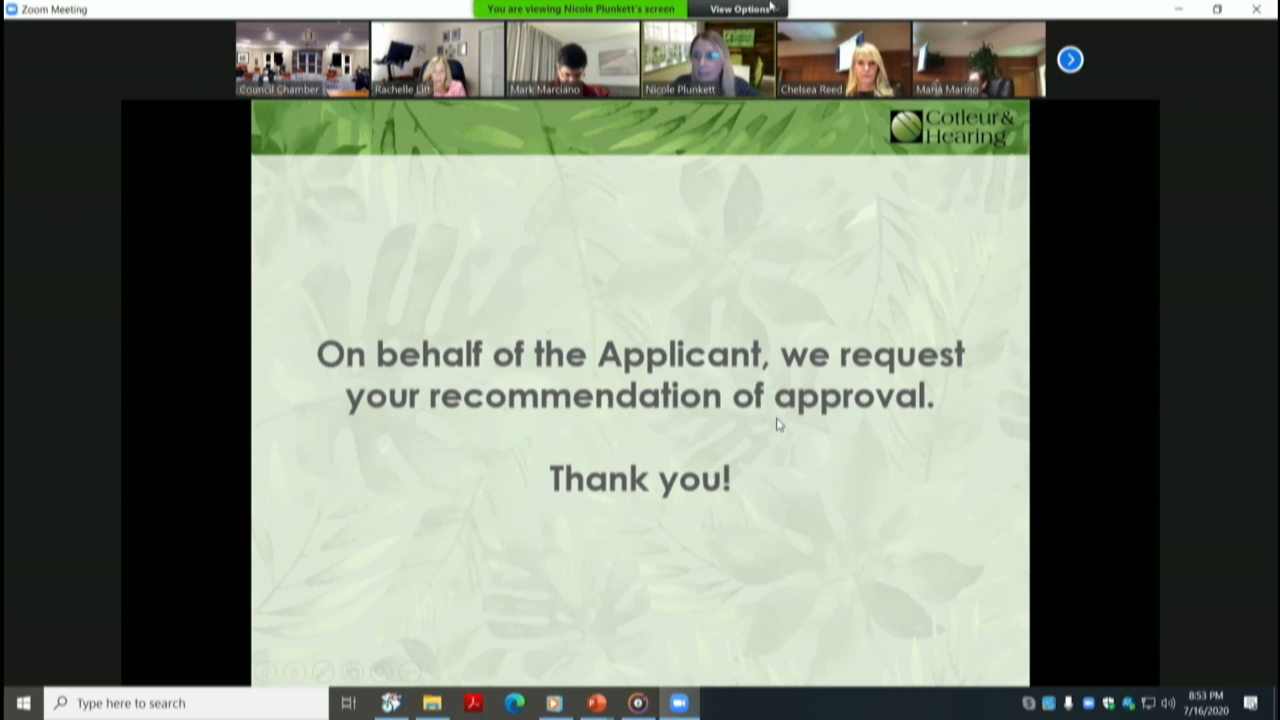 Zoom Meeting
You are viewing Nicole Plunkett's screen
View Options
Council Chamber
Rachelle Litt
Mark Marciano
Nicole Plunkett
Chelsea Reed
Maria Marino
Cotleur&
Hearing
On behalf of the Applicant, we request
your recommendation of approval.
Thank you!
Type here to search
8:53 PM
7/16/2020